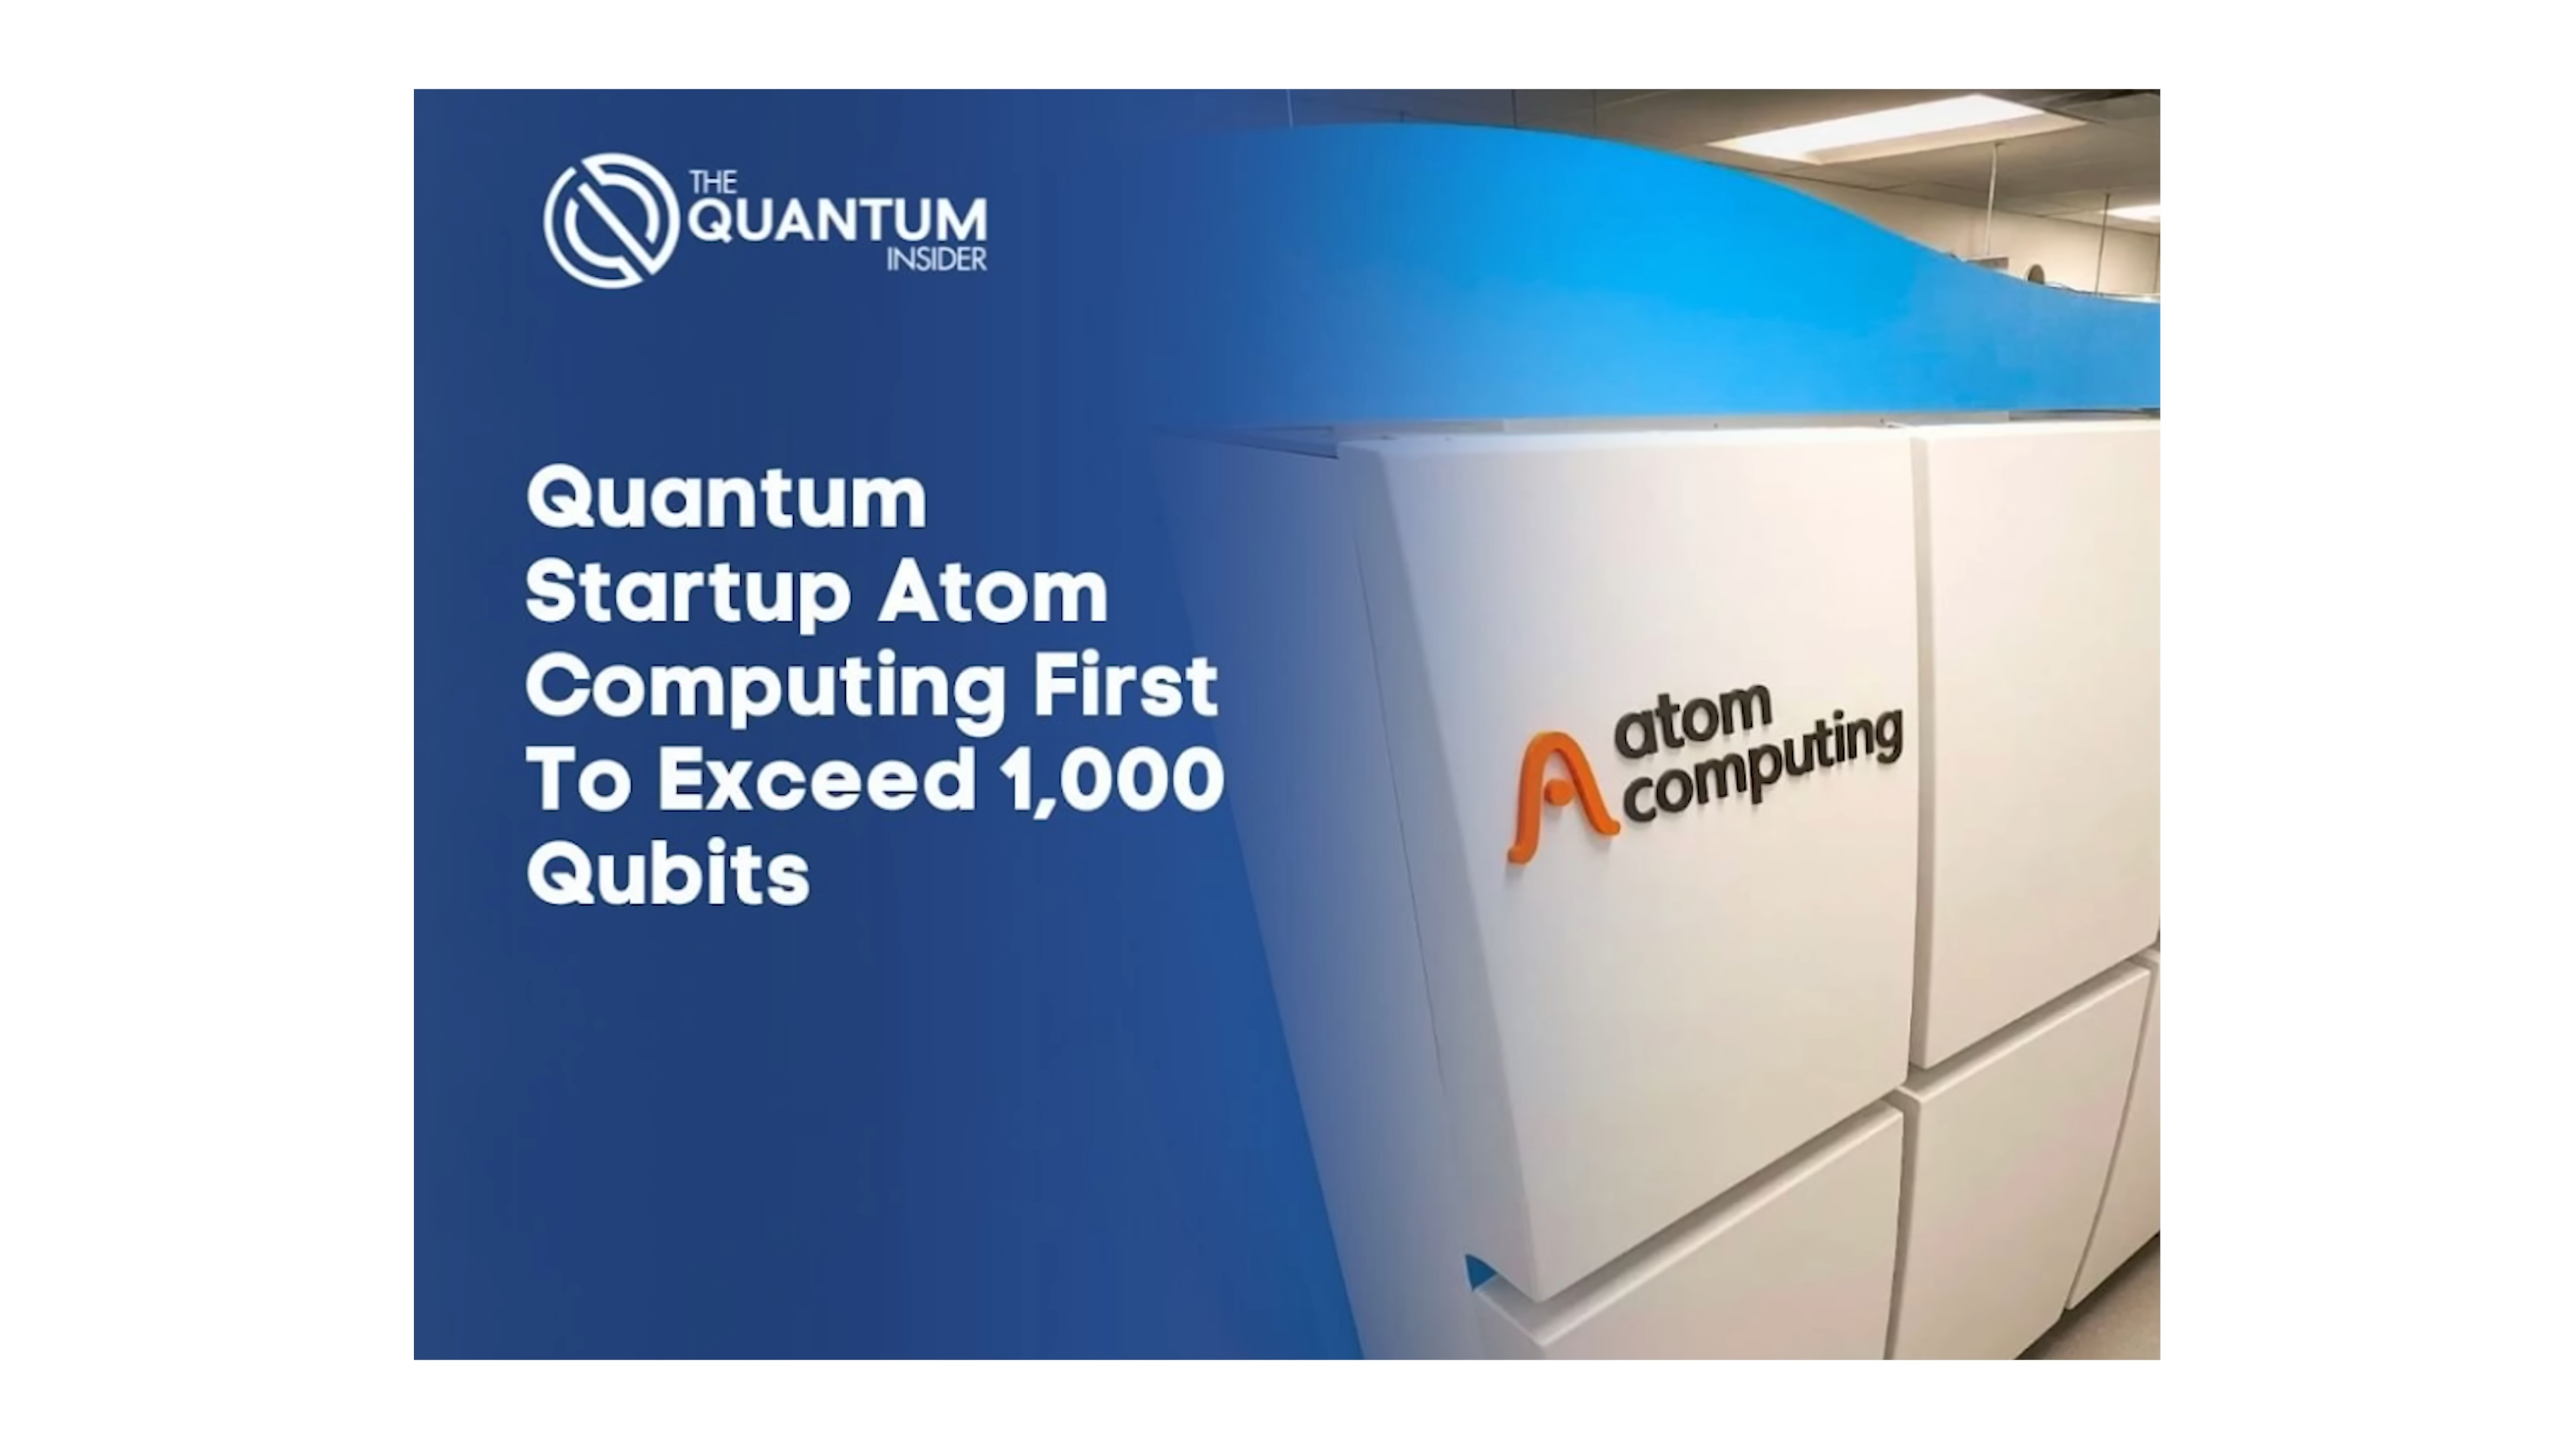 THE
QUANTUM
INSIDER
Quantum
Startup Atom
Computing First
To Exceed 1,000
Qubits
atom
computing